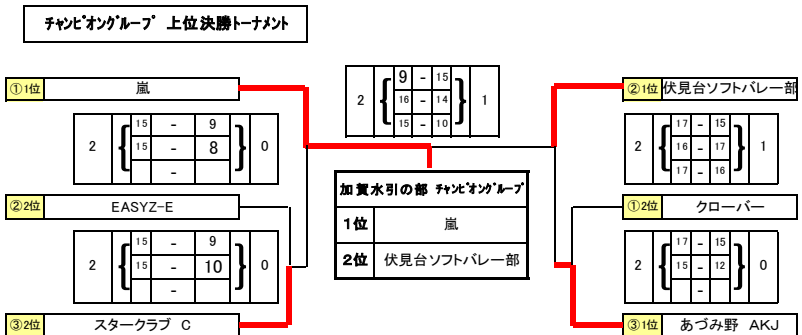 チャンピオングループ 上位決勝トーナメント
①1位 嵐
2 { 15 - 9 } 0
15 - 8
-
②2位 EASYZ-E
2 { 15 - 9 } 0
15 - 10
-
③2位 スタークラブ C
2 { 9 - 15 } 1
16 - 14
15 - 10
加賀水引の部 チャンピオングループ
1位 嵐
2位 伏見台ソフトバレー部
②1位 伏見台ソフトバレー部
2 { 17 - 15 } 1
16 - 17
17 - 16
①2位 クローバー
2 { 17 - 15 } 0
15 - 12
-
③1位 あづみ野 AKJ